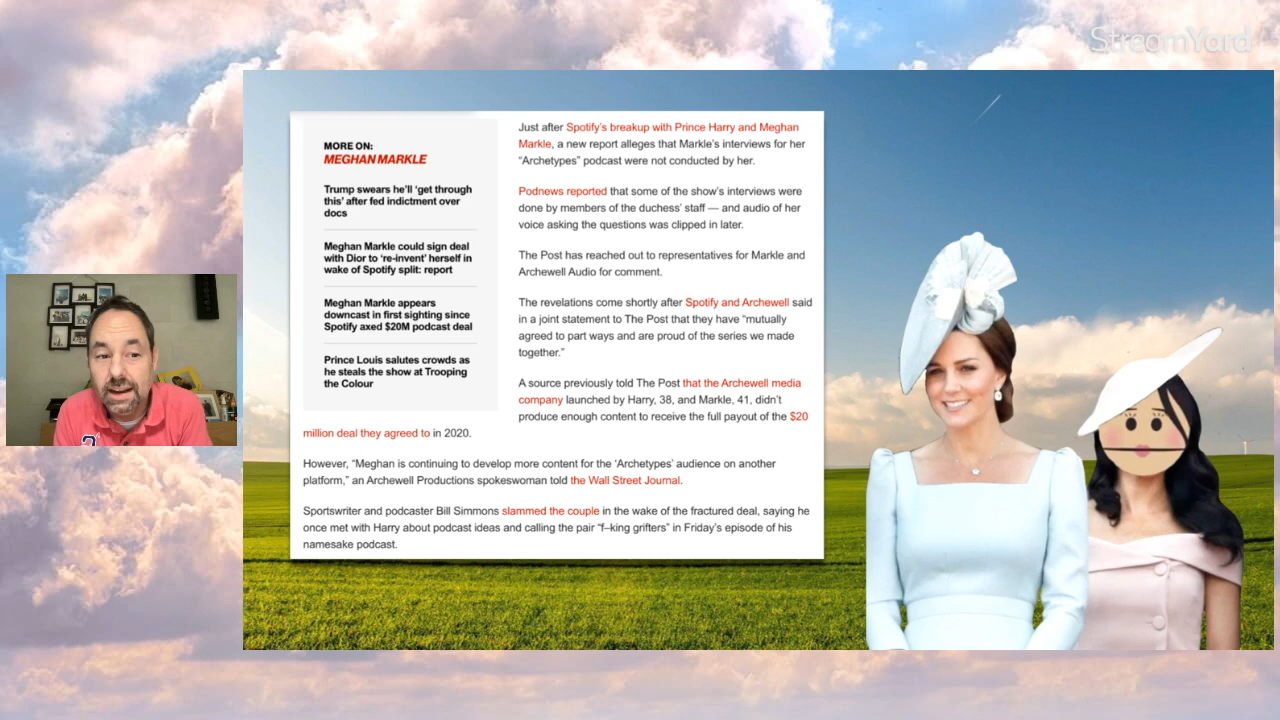 StreamYard
MORE ON:
MEGHAN MARKLE
Trump swears he'll 'get through
this' after fed indictment over
docs
Meghan Markle could sign deal
with Dior to 're-invent' herself in
wake of Spotify split: report
Meghan Markle appears
downcast in first sighting since
Spotify axed $20M podcast deal
Prince Louis salutes crowds as
he steals the show at Trooping
the Colour
Just after Spotify's breakup with Prince Harry and Meghan
Markle, a new report alleges that Markle's interviews for her
“Archetypes” podcast were not conducted by her.
Podnews reported that some of the show's interviews were
done by members of the duchess' staff — and audio of her
voice asking the questions was clipped in later.
The Post has reached out to representatives for Markle and
Archewell Audio for comment.
The revelations come shortly after Spotify and Archewell said
in a joint statement to The Post that they have “mutually
agreed to part ways and are proud of the series we made
together.”
A source previously told The Post that the Archewell media
company launched by Harry, 38, and Markle, 41, didn't
produce enough content to receive the full payout of the $20
million deal they agreed to in 2020.
However, “Meghan is continuing to develop more content for the 'Archetypes' audience on another
platform,” an Archewell Productions spokeswoman told the Wall Street Journal.
Sportswriter and podcaster Bill Simmons slammed the couple in the wake of the fractured deal, saying he
once met with Harry about podcast ideas and calling the pair “f–king grifters” in Friday's episode of his
namesake podcast.